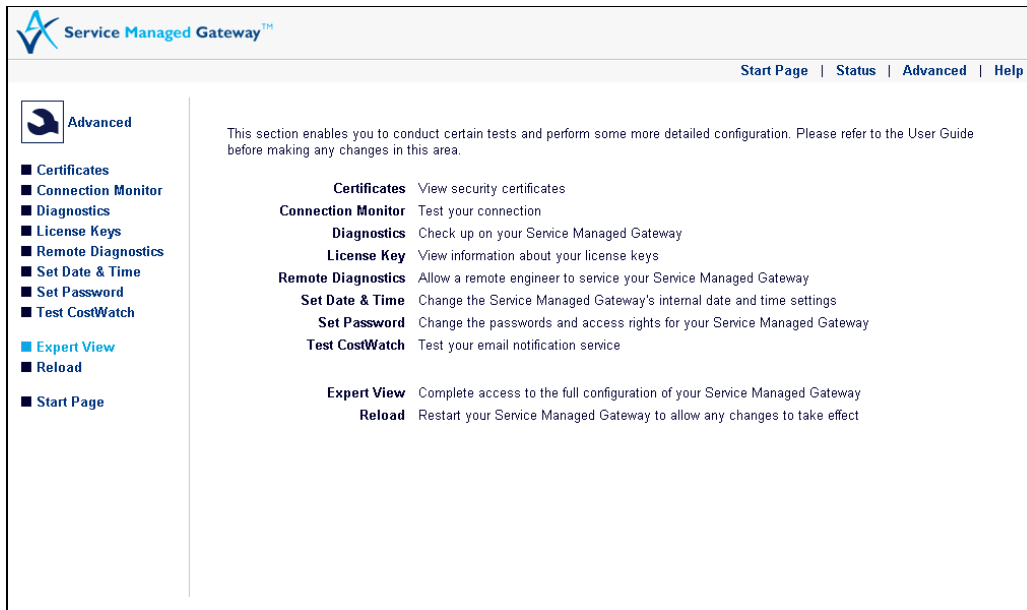 Service Managed Gateway™
Start Page | Status | Advanced | Help
Advanced
Certificates
Connection Monitor
Diagnostics
License Keys
Remote Diagnostics
Set Date & Time
Set Password
Test CostWatch
Expert View
Reload
Start Page
This section enables you to conduct certain tests and perform some more detailed configuration. Please refer to the User Guide
before making any changes in this area.
Certificates View security certificates
Connection Monitor Test your connection
Diagnostics Check up on your Service Managed Gateway
License Key View information about your license keys
Remote Diagnostics Allow a remote engineer to service your Service Managed Gateway
Set Date & Time Change the Service Managed Gateway's internal date and time settings
Set Password Change the passwords and access rights for your Service Managed Gateway
Test CostWatch Test your email notification service
Expert View Complete access to the full configuration of your Service Managed Gateway
Reload Restart your Service Managed Gateway to allow any changes to take effect